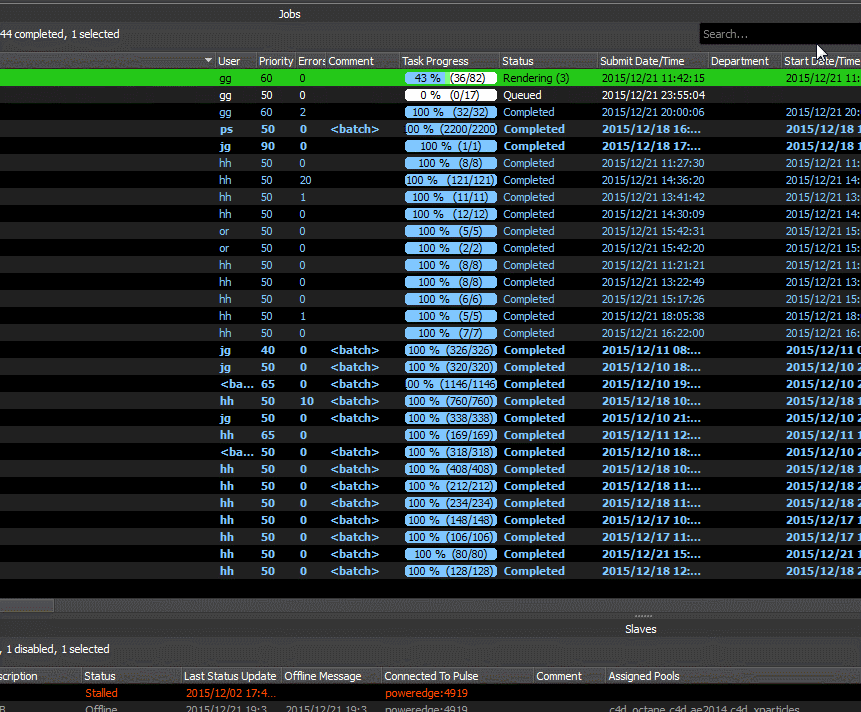 Jobs
44 completed, 1 selected
Search...
User Priority Errors Comment Task Progress Status Submit Date/Time Department Start Date/Time
gg 60 0 43 % (36/82) Rendering (3) 2015/12/21 11:42:15 2015/12/21 11:
gg 50 0 0 % (0/17) Queued 2015/12/21 23:55:04
gg 60 2 100 % (32/32) Completed 2015/12/21 20:00:06 2015/12/21 20:
ps 50 0 <batch> 100 % (2200/2200 Completed 2015/12/18 16:... 2015/12/18 1
jg 90 0 100 % (1/1) Completed 2015/12/18 17:... 2015/12/18 1
hh 50 0 100 % (8/8) Completed 2015/12/21 11:27:30 2015/12/21 11:
hh 50 20 100 % (121/121) Completed 2015/12/21 14:36:20 2015/12/21 14:
hh 50 1 100 % (11/11) Completed 2015/12/21 13:41:42 2015/12/21 13:
hh 50 0 100 % (12/12) Completed 2015/12/21 14:30:09 2015/12/21 14:
or 50 0 100 % (5/5) Completed 2015/12/21 15:42:31 2015/12/21 15:
or 50 0 100 % (2/2) Completed 2015/12/21 15:42:20 2015/12/21 15:
hh 50 0 100 % (8/8) Completed 2015/12/21 11:21:21 2015/12/21 11:
hh 50 0 100 % (8/8) Completed 2015/12/21 13:22:49 2015/12/21 13:
hh 50 0 100 % (6/6) Completed 2015/12/21 15:17:26 2015/12/21 15:
hh 50 1 100 % (5/5) Completed 2015/12/21 18:05:38 2015/12/21 18:
hh 50 0 100 % (7/7) Completed 2015/12/21 16:22:00 2015/12/21 16:
jg 40 0 <batch> 100 % (326/326) Completed 2015/12/11 08:... 2015/12/11 0
jg 50 0 <batch> 100 % (320/320) Completed 2015/12/10 18:... 2015/12/10 2
<ba... 65 0 <batch> 00 % (1146/1146 Completed 2015/12/10 19:... 2015/12/10 2
hh 50 10 <batch> 100 % (760/760) Completed 2015/12/18 10:... 2015/12/18 1
jg 50 0 <batch> 100 % (338/338) Completed 2015/12/10 21:... 2015/12/10 2
hh 65 0 100 % (169/169) Completed 2015/12/11 12:... 2015/12/11 1
<ba... 50 0 <batch> 100 % (318/318) Completed 2015/12/10 18:... 2015/12/10 2
hh 50 0 <batch> 100 % (408/408) Completed 2015/12/18 10:... 2015/12/18 1
hh 50 0 <batch> 100 % (212/212) Completed 2015/12/18 11:... 2015/12/18 1
hh 50 0 <batch> 100 % (234/234) Completed 2015/12/18 11:... 2015/12/18 2
hh 50 0 <batch> 100 % (148/148) Completed 2015/12/17 10:... 2015/12/17 1
hh 50 0 <batch> 100 % (106/106) Completed 2015/12/17 11:... 2015/12/17 1
hh 50 0 <batch> 100 % (80/80) Completed 2015/12/21 15:... 2015/12/21 1
hh 50 0 <batch> 100 % (128/128) Completed 2015/12/18 12:... 2015/12/18 2
Slaves
, 1 disabled, 1 selected
scription Status Last Status Update Offline Message Connected To Pulse Comment Assigned Pools
Stalled 2015/12/02 17:4... poweredge:4919
B Offline 2015/12/21 19:3 2015/12/21 19:3 poweredge:4919 c4d_octane,c4d,ae2014,c4d_xparticles